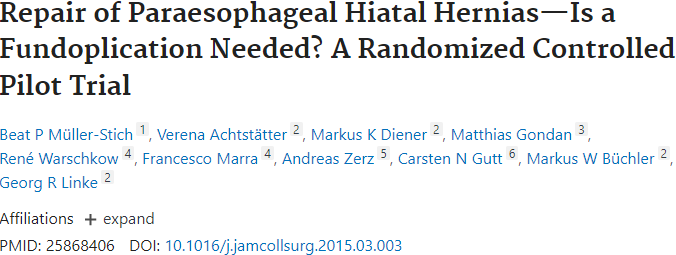 Repair of Paraesophageal Hiatal Hernias—Is a
Fundoplication Needed? A Randomized Controlled
Pilot Trial
Beat P Müller-Stich 1, Verena Achtstätter 2, Markus K Diener 2, Matthias Gondan 3,
René Warschkow 4, Francesco Marra 4, Andreas Zerz 5, Carsten N Gutt 6, Markus W Büchler 2,
Georg R Linke 2
Affiliations + expand
PMID: 25868406 DOI: 10.1016/j.jamcollsurg.2015.03.003